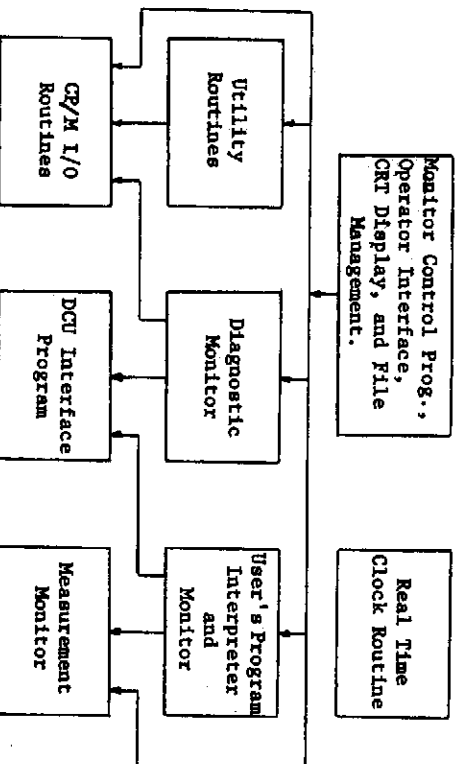 Monitor Control Prog.,
Operator Interface,
CRT Display, and File
Management.
Real Time
Clock Routine
Utility
Routines
Diagnostic
Monitor
User's Program
Interpreter
and
Monitor
CP/M I/O
Routines
DCU Interface
Program
Measurement
Monitor